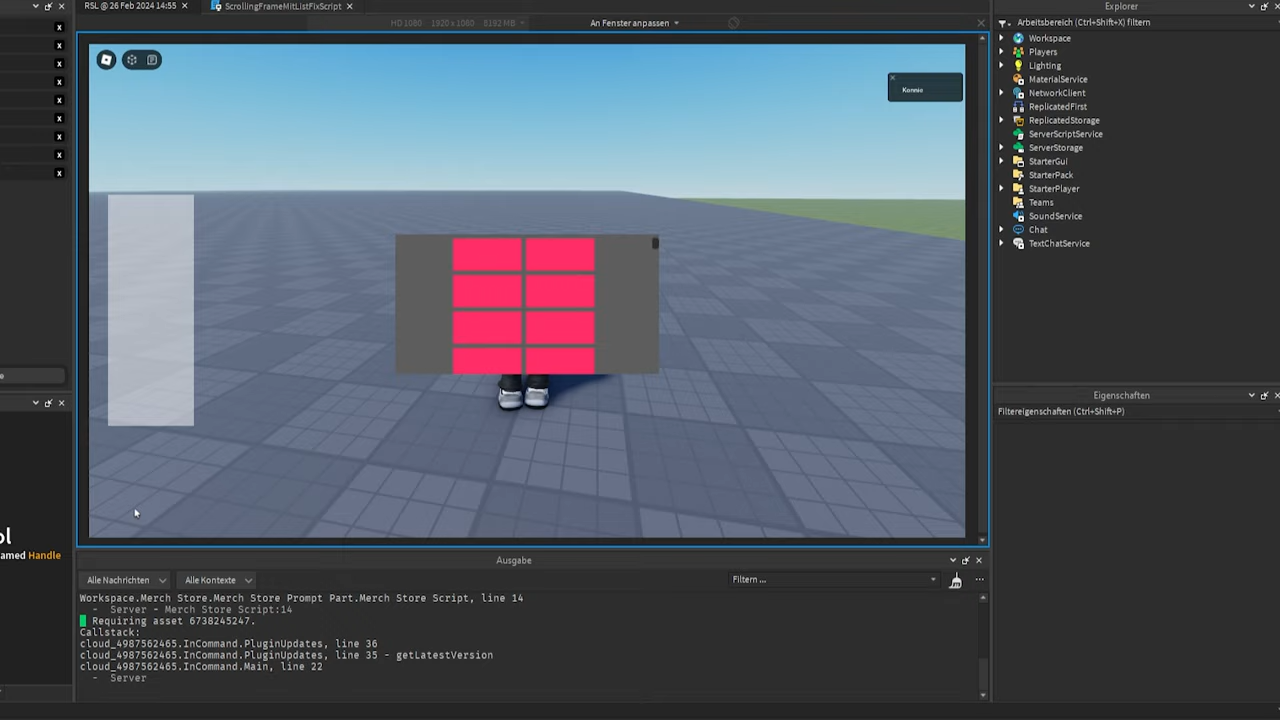 RSL @ 26 Feb 2024 14:55 x
ScrollingFrameMitListFixScript x
HD 1080 1920 x 1080 8192 MB
An Fenster anpassen
Konnie
ol
amed Handle
Explorer
Arbeitsbereich (Ctrl+Shift+X) filtern
Workspace
Players
Lighting
MaterialService
NetworkClient
ReplicatedFirst
ReplicatedStorage
ServerScriptService
ServerStorage
StarterGui
StarterPack
StarterPlayer
Teams
SoundService
Chat
TextChatService
Eigenschaften
Filtereigenschaften (Ctrl+Shift+P)
Ausgabe
Alle Nachrichten
Alle Kontexte
Filtern ...
Workspace.Merch Store.Merch Store Prompt Part.Merch Store Script, line 14
- Server - Merch Store Script:14
Requiring asset 6738245247.
Callstack:
cloud_4987562465.InCommand.PluginUpdates, line 36
cloud_4987562465.InCommand.PluginUpdates, line 35 - getLatestVersion
cloud_4987562465.InCommand.Main, line 22
- Server